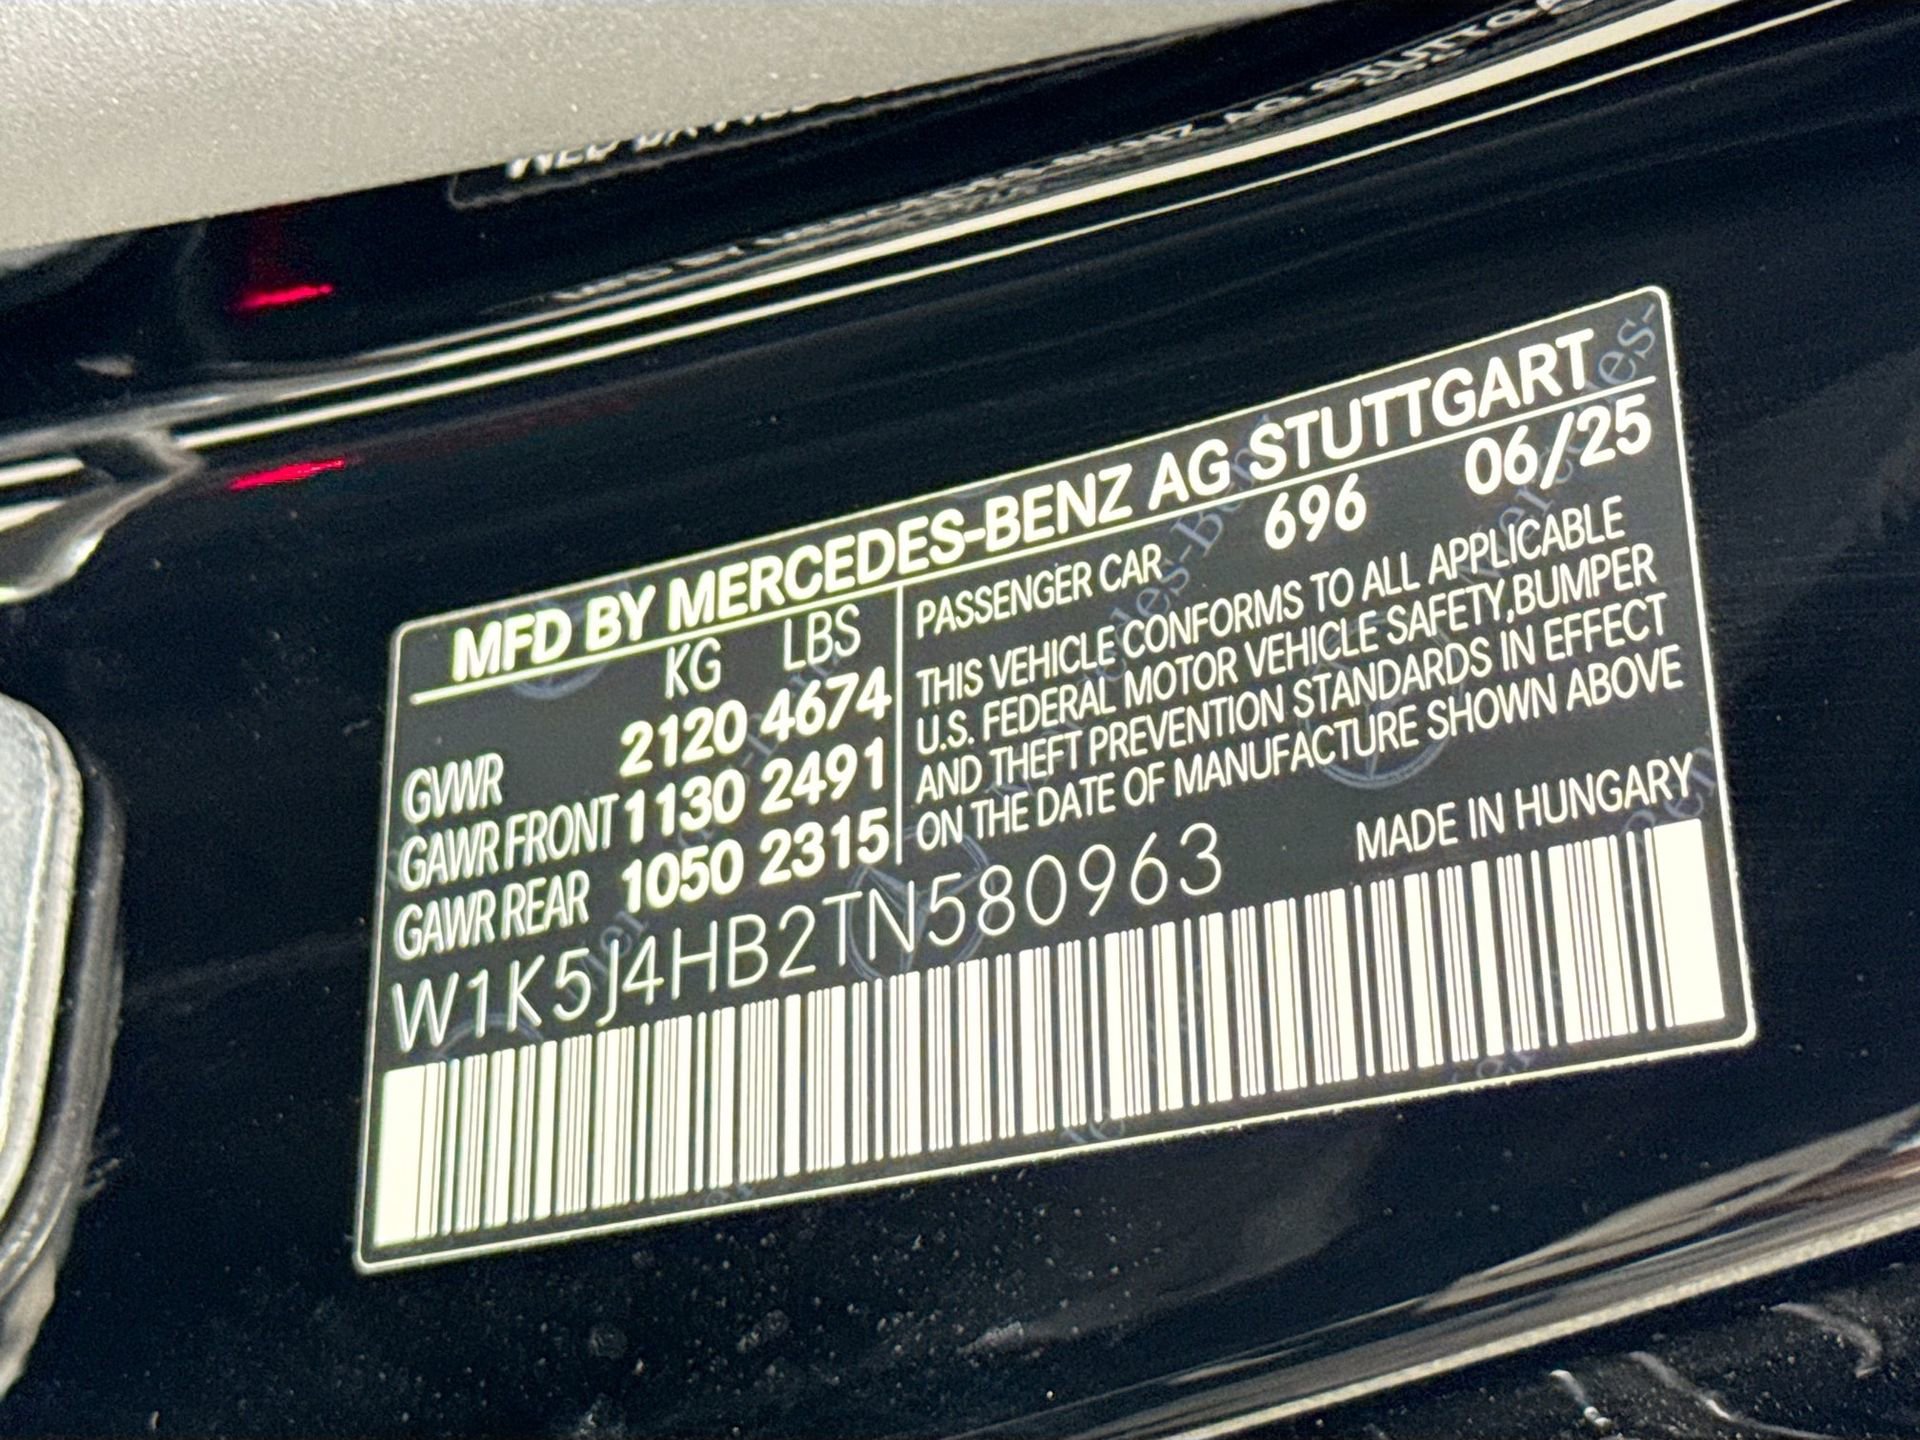 MFD BY MERCEDES-BENZ AG STUTTGART
KG LBS
GVWR 2120 4674
GAWR FRONT 1130 2491
GAWR REAR 1050 2315
PASSENGER CAR 696 06/25
THIS VEHICLE CONFORMS TO ALL APPLICABLE
U.S. FEDERAL MOTOR VEHICLE SAFETY,BUMPER
AND THEFT PREVENTION STANDARDS IN EFFECT
ON THE DATE OF MANUFACTURE SHOWN ABOVE
MADE IN HUNGARY
W1K5J4HB2TN580963